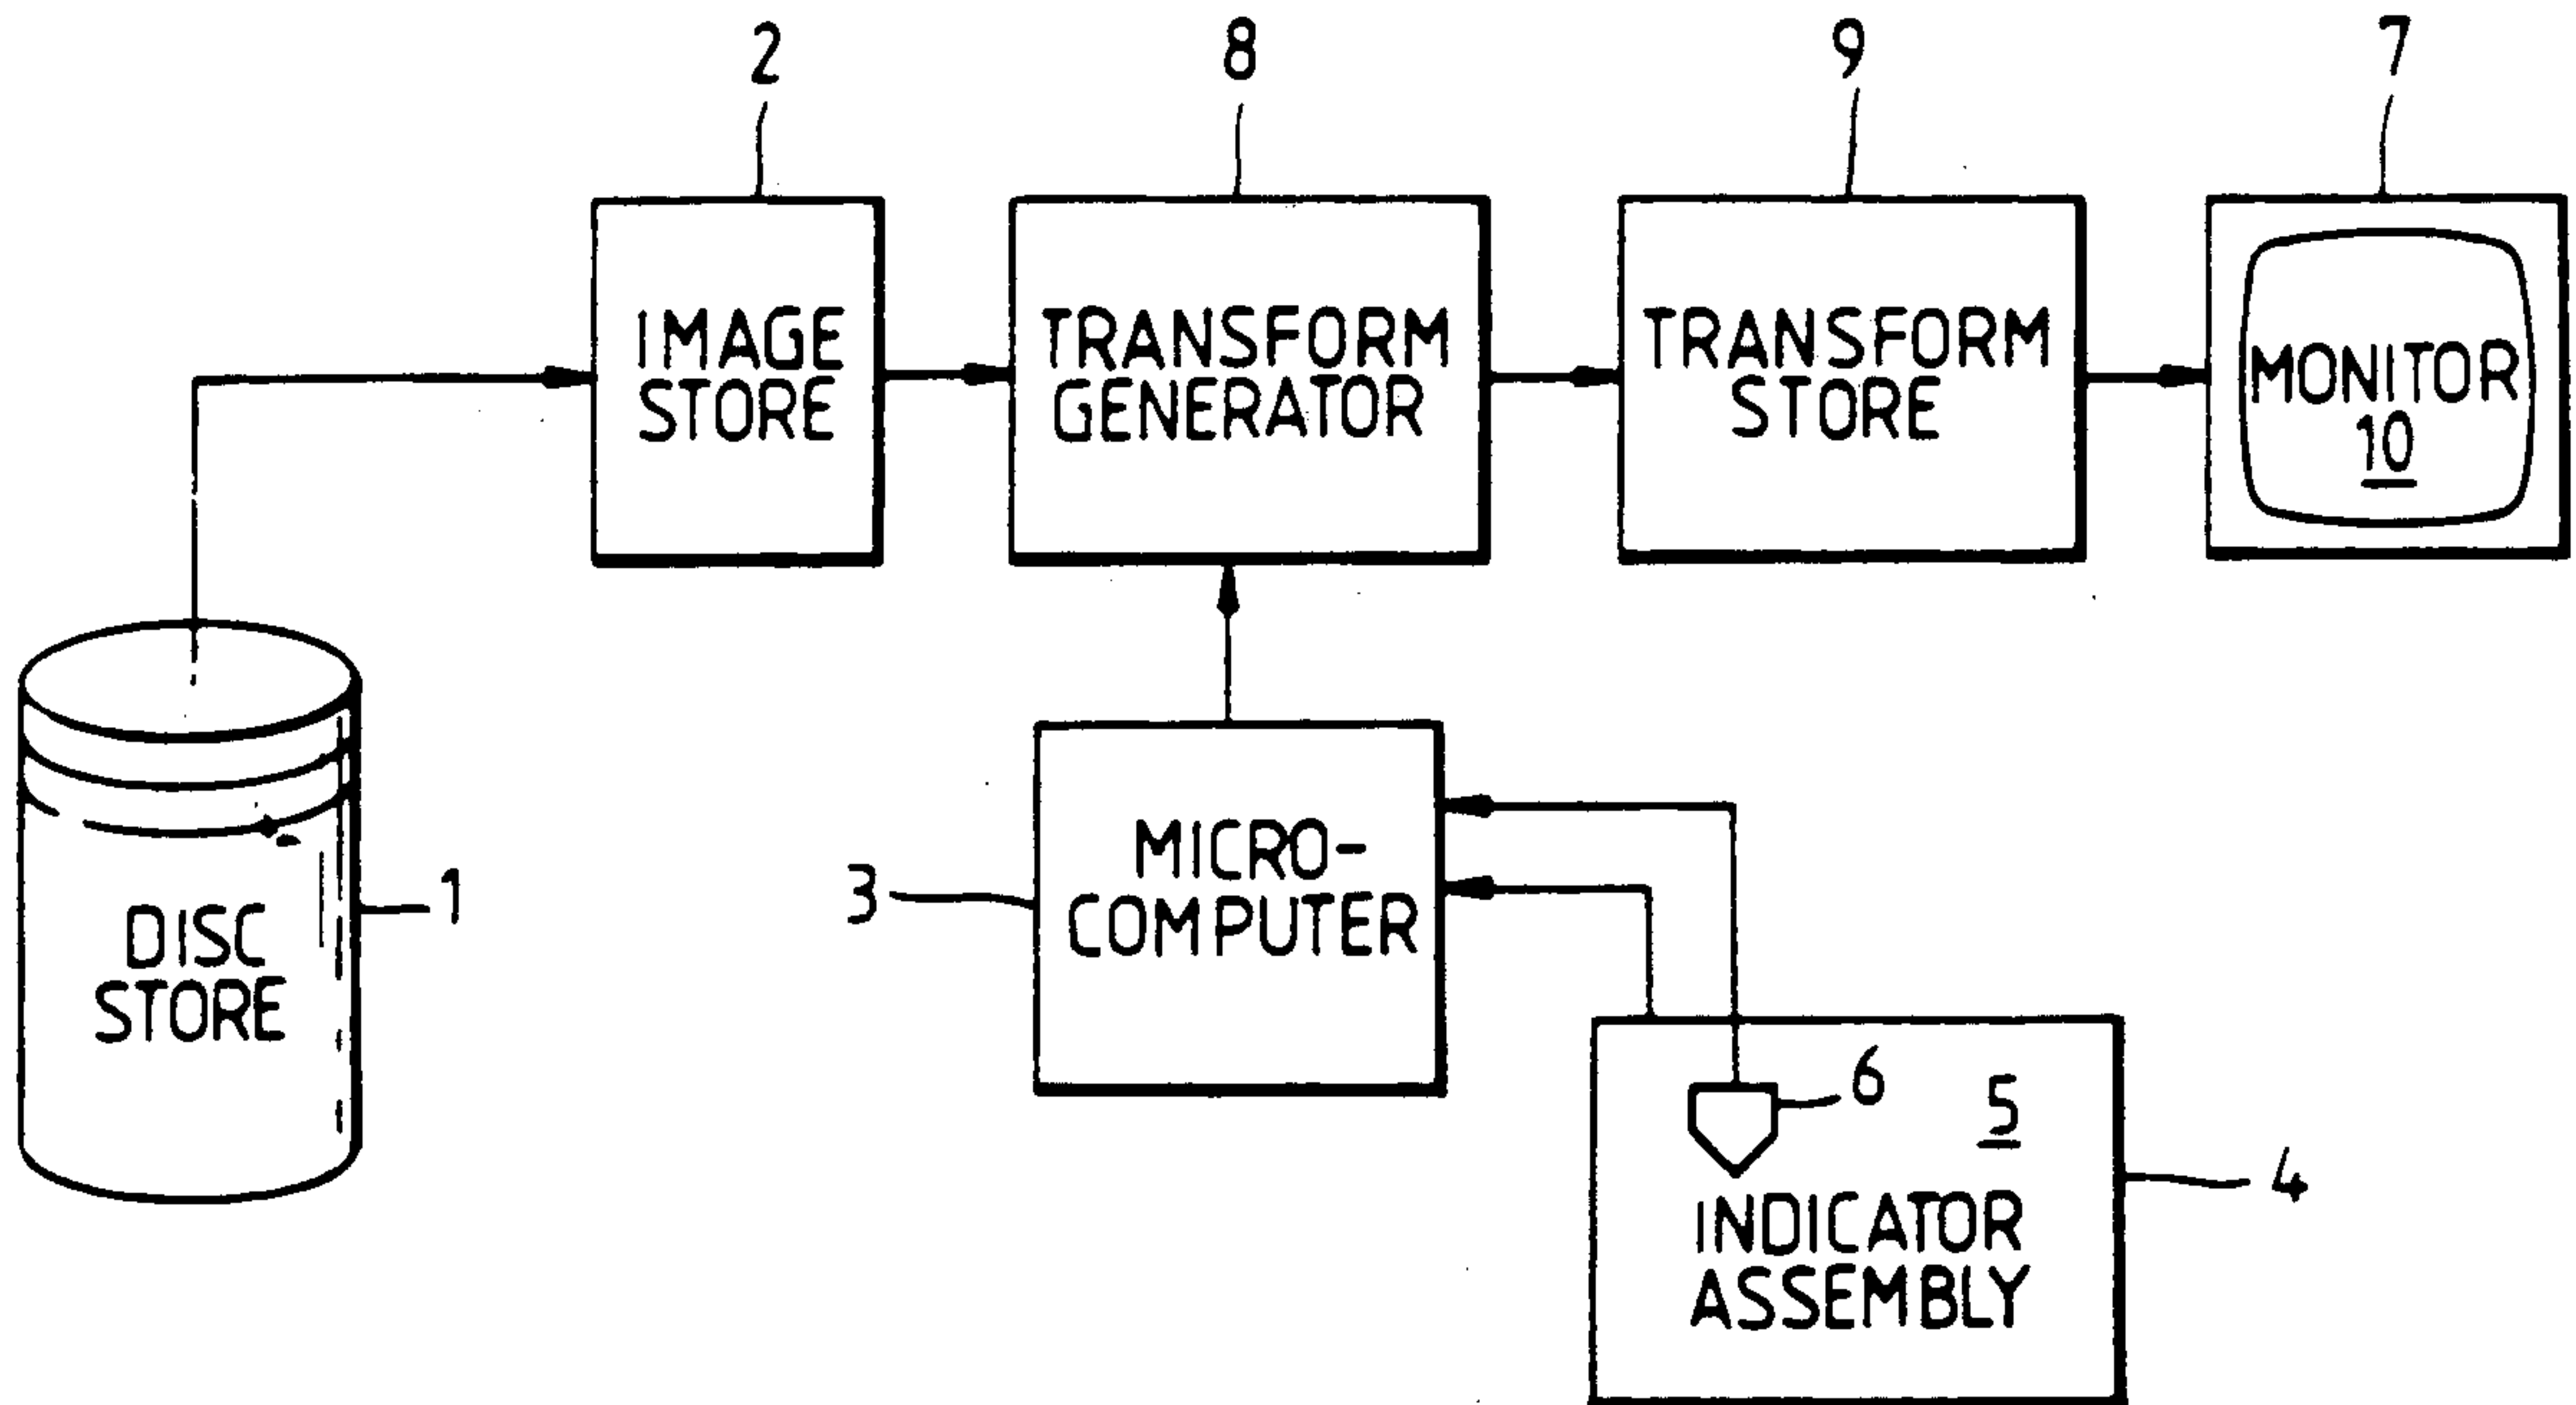 2
8
9
7
IMAGE
STORE
TRANSFORM
GENERATOR
TRANSFORM
STORE
MONITOR
10
DISC
STORE
1
3
MICRO-
COMPUTER
6
5
4
INDICATOR
ASSEMBLY